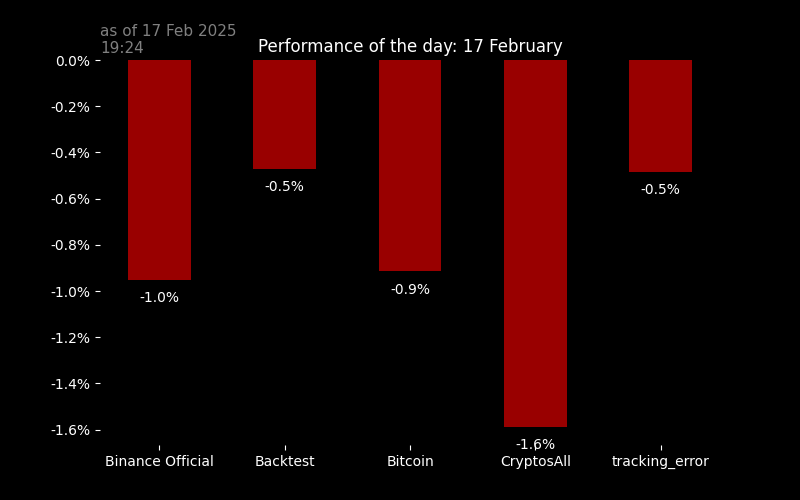 as of 17 Feb 2025
19:24
Performance of the day: 17 February
0.0%
-0.2%
-0.4%
-0.6%
-0.8%
-1.0%
-1.2%
-1.4%
-1.6%
-1.0%
-0.5%
-0.9%
-1.6%
-0.5%
Binance Official
Backtest
Bitcoin
CryptosAll
tracking_error